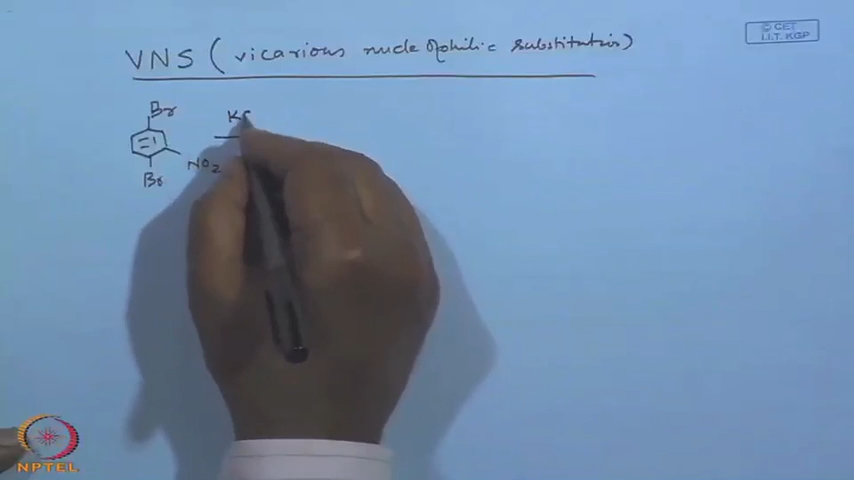 VNS (vicarious nucleophilic substitution)
© CET
I.I.T. KGP
Br
NO2
Br
NPTEL